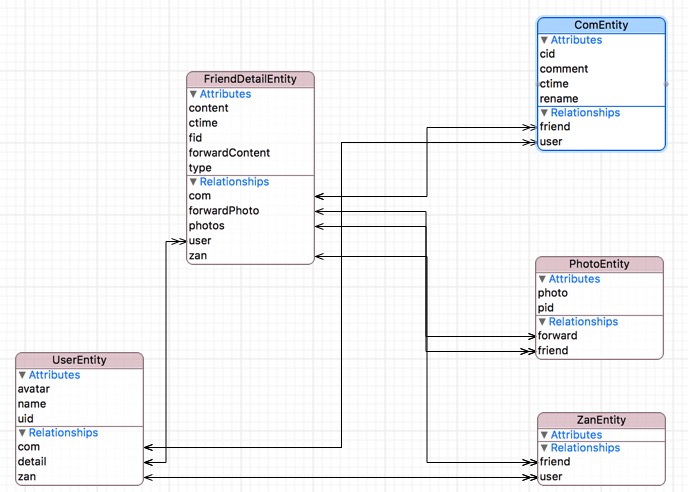 ComEntity
▼ Attributes
cid
comment
ctime
rename
▼ Relationships
friend
user
FriendDetailEntity
▼ Attributes
content
ctime
fid
forwardContent
type
▼ Relationships
com
forwardPhoto
photos
user
zan
PhotoEntity
▼ Attributes
photo
pid
▼ Relationships
forward
friend
UserEntity
▼ Attributes
avatar
name
uid
▼ Relationships
com
detail
zan
ZanEntity
▼ Attributes
▼ Relationships
friend
user